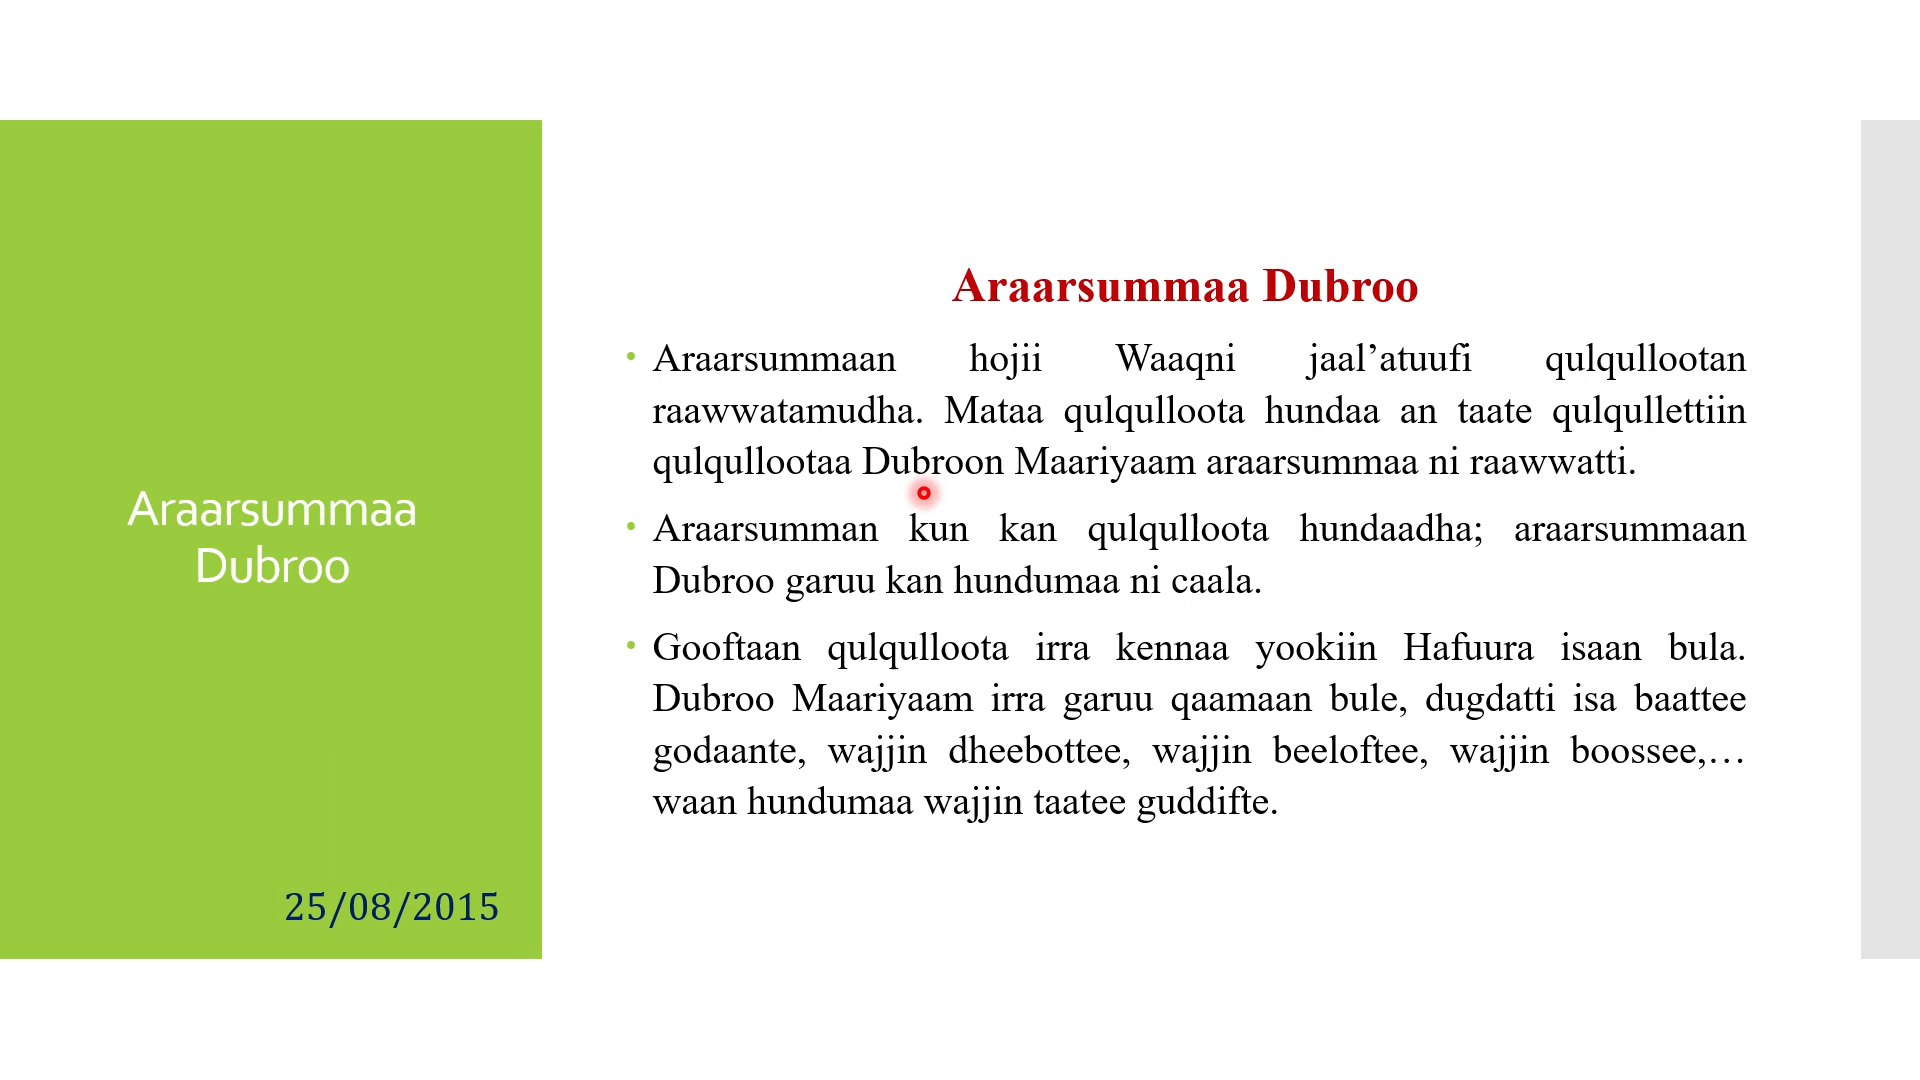 Araarsummaa
Dubroo
25/08/2015
Araarsummaa Dubroo
• Araarsummaan hojii Waaqni jaal’atuufi qulqullootan
raawwatamudha. Mataa qulqulloota hundaa an taate qulqullettiin
qulqullootaa Dubroon Maariyaam araarsummaa ni raawwatti.
• Araarsumman kun kan qulqulloota hundaadha; araarsummaan
Dubroo garuu kan hundumaa ni caala.
• Gooftaan qulqulloota irra kennaa yookiin Hafuura isaan bula.
Dubroo Maariyaam irra garuu qaamaan bule, dugdatti isa baattee
godaante, wajjin dheebottee, wajjin beeloftee, wajjin boossee,…
waan hundumaa wajjin taatee guddifte.